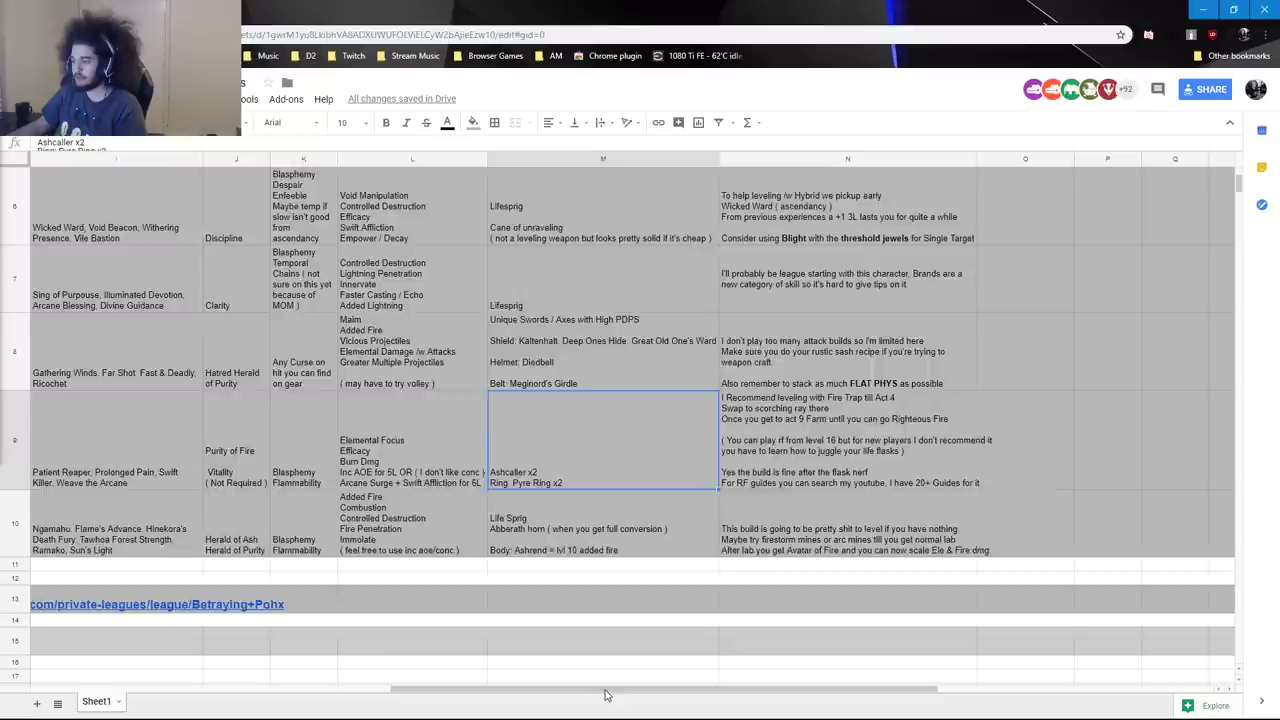 Music
D2
Twitch
Stream Music
Browser Games
AM
Chrome plugin
1080 Ti FE - 62°C idle
Other bookmarks
Add-ons
Help
All changes saved in Drive
+92
SHARE
Arial
10
fx
Ashcaller x2
I
J
K
L
M
N
O
P
Q
6
Wicked Ward, Void Beacon, Withering
Presence, Vile Bastion
Discipline
Blasphemy
Despair
Enfeeble
Maybe temp if
slow isn't good
from
ascendancy
Void Manipulation
Controlled Destruction
Efficacy
Swift Affliction
Empower / Decay
Lifesprig
Cane of unraveling
( not a leveling weapon but looks pretty solid if it's cheap )
To help leveling /w Hybrid we pickup early
Wicked Ward ( ascendancy )
From previous experiences a +1 3L lasts you for quite a while
Consider using Blight with the threshold jewels for Single Target
7
Sing of Purpouse, Illuminated Devotion,
Arcane Blessing, Divine Guidance
Clarity
Blasphemy
Temporal
Chains ( not
sure on this yet
because of
MOM )
Controlled Destruction
Lightning Penetration
Innervate
Faster Casting / Echo
Added Lightning
Lifesprig
I'll probably be league starting with this character. Brands are a
new category of skill so it's hard to give tips on it
8
Gathering Winds. Far Shot. Fast & Deadly,
Ricochet
Hatred Herald
of Purity
Any Curse on
hit you can find
on gear
Maim
Added Fire
Vicious Projectiles
Elemental Damage /w Attacks
Greater Multiple Projectiles
( may have to try volley )
Unique Swords / Axes with High PDPS
Shield: Kaltenhalt. Deep Ones Hide. Great Old One's Ward
Helmet: Diedbell
Belt: Meginord's Girdle
I don't play too many attack builds so i'm limited here
Make sure you do your rustic sash recipe if you're trying to
weapon craft
Also remember to stack as much FLAT PHYS as possible
9
Patient Reaper, Prolonged Pain, Swift
Killer, Weave the Arcane
Purity of Fire
Vitality
( Not Required )
Blasphemy
Flammability
Elemental Focus
Efficacy
Burn Dmg
Inc AOE for 5L OR ( I don't like conc )
Arcane Surge + Swift Affliction for 6L
Ashcaller x2
Ring: Pyre Ring x2
I Recommend leveling with Fire Trap till Act 4
Swap to scorching ray there
Once you get to act 9 Farm until you can go Righteous Fire
( You can play rf from level 16 but for new players I don't recommend it
you have to learn how to juggle your life flasks )
Yes the build is fine after the flask nerf
For RF guides you can search my youtube, I have 20+ Guides for it
10
Ngamahu. Flame's Advance. Hinekora's
Death Fury. Tawhoa Forest Strength,
Ramako, Sun's Light
Herald of Ash
Herald of Purity
Blasphemy
Flammability
Added Fire
Combustion
Controlled Destruction
Fire Penetration
Immolate
( feel free to use inc aoe/conc )
Life Sprig
Abberath horn ( when you get full conversion )
Body: Ashrend = lvl 10 added fire
This build is going to be pretty shit to level if you have nothing
Maybe try firestorm mines or arc mines till you get normal lab
After lab you get Avatar of Fire and you can now scale Ele & Fire dmg
11
12
13
com/private-leagues/league/Betraying+Pohx
14
15
16
17
Sheet1
Explore